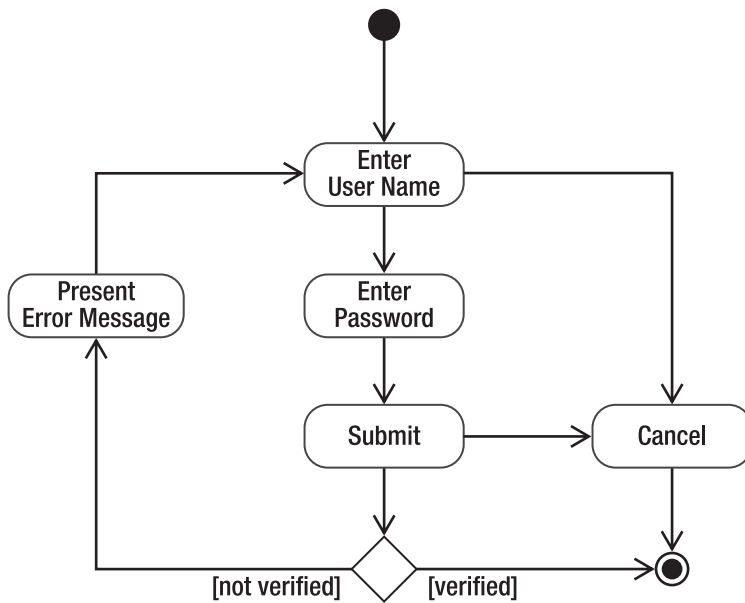 Enter
User Name
Present
Error Message
Enter
Password
Submit
Cancel
[not verified]
[verified]